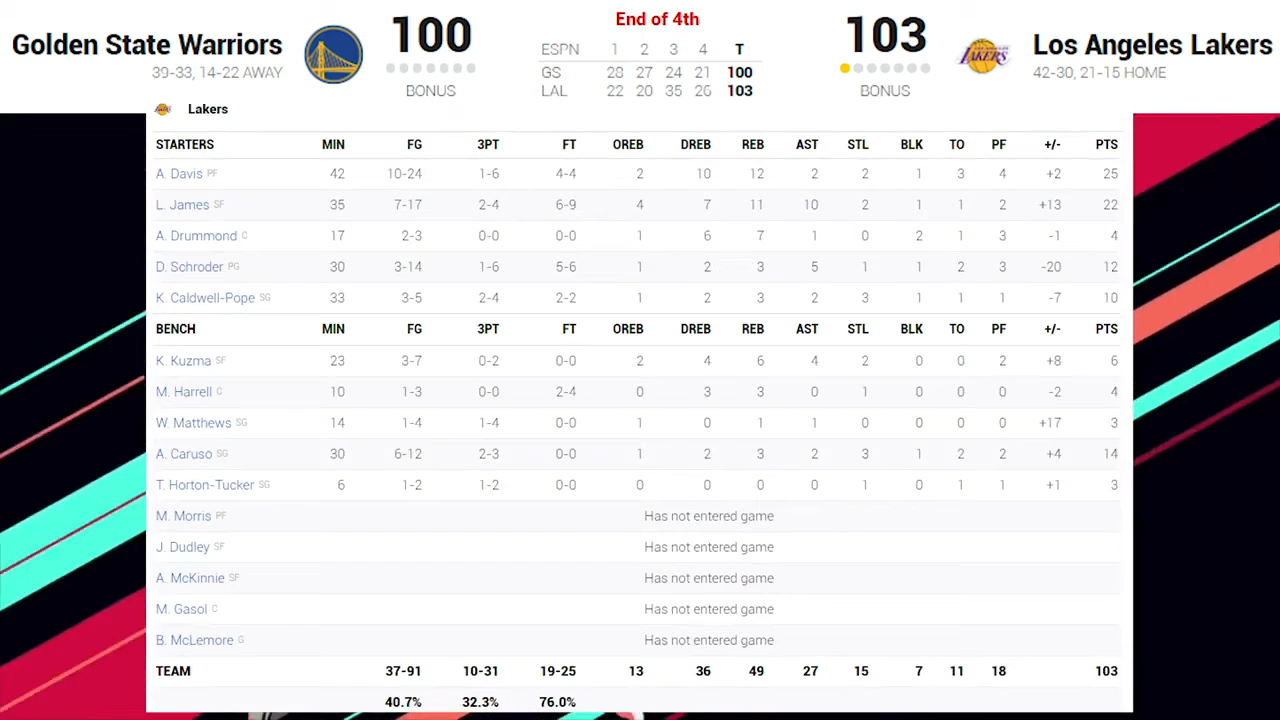 Golden State Warriors
39-33, 14-22 AWAY
100
BONUS
End of 4th
ESPN 1 2 3 4 T
GS 28 27 24 21 100
LAL 22 20 35 26 103
103
BONUS
LAKERS
Los Angeles Lakers
42-30, 21-15 HOME
Lakers
STARTERS MIN FG 3PT FT OREB DREB REB AST STL BLK TO PF +/- PTS
A. Davis PF 42 10-24 1-6 4-4 2 10 12 2 2 1 3 4 +2 25
L. James SF 35 7-17 2-4 6-9 4 7 11 10 2 1 1 2 +13 22
A. Drummond C 17 2-3 0-0 0-0 1 6 7 1 0 2 1 3 -1 4
D. Schroder PG 30 3-14 1-6 5-6 1 2 3 5 1 1 2 3 -20 12
K. Caldwell-Pope SG 33 3-5 2-4 2-2 1 2 3 2 3 1 1 1 -7 10
BENCH MIN FG 3PT FT OREB DREB REB AST STL BLK TO PF +/- PTS
K. Kuzma SF 23 3-7 0-2 0-0 2 4 6 4 2 0 0 2 +8 6
M. Harrell C 10 1-3 0-0 2-4 0 3 3 0 1 0 0 0 -2 4
W. Matthews SG 14 1-4 1-4 0-0 1 0 1 1 0 0 0 0 +17 3
A. Caruso SG 30 6-12 2-3 0-0 1 2 3 2 3 1 2 2 +4 14
T. Horton-Tucker SG 6 1-2 1-2 0-0 0 0 0 0 1 0 1 1 +1 3
M. Morris PF Has not entered game
J. Dudley SF Has not entered game
A. McKinnie SF Has not entered game
M. Gasol C Has not entered game
B. McLemore G Has not entered game
TEAM 37-91 10-31 19-25 13 36 49 27 15 7 11 18 103
40.7% 32.3% 76.0%